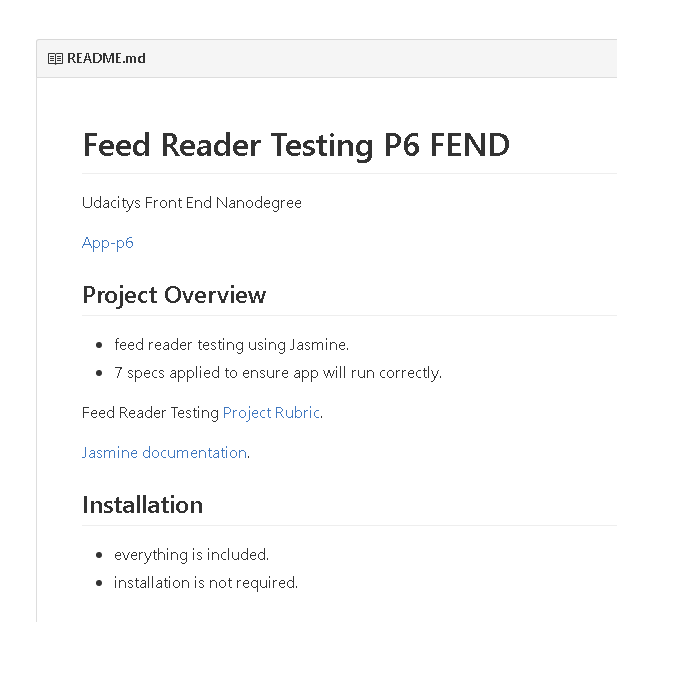 README.md
Feed Reader Testing P6 FEND
Udacitys Front End Nanodegree
App-p6
Project Overview
feed reader testing using Jasmine.
7 specs applied to ensure app will run correctly.
Feed Reader Testing Project Rubric.
Jasmine documentation.
Installation
everything is included.
installation is not required.